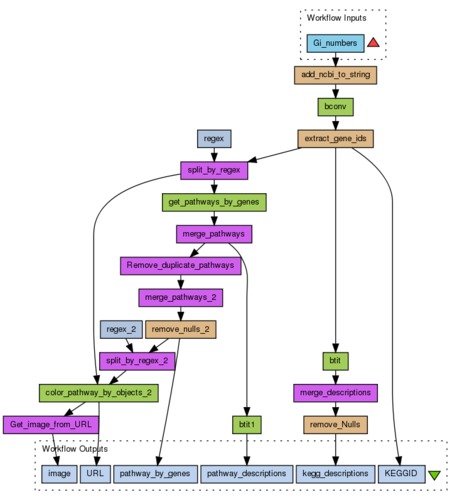 Workflow Inputs
Gi_numbers
add_ncbi_to_string
bconv
regex
extract_gene_ids
split_by_regex
get_pathways_by_genes
merge_pathways
Remove_duplicate_pathways
merge_pathways_2
regex_2
remove_nulls_2
split_by_regex_2
btit
color_pathway_by_objects_2
merge_descriptions
Get_image_from_URL
btit1
remove_Nulls
Workflow Outputs
image
URL
pathway_by_genes
pathway_descriptions
kegg_descriptions
KEGGID